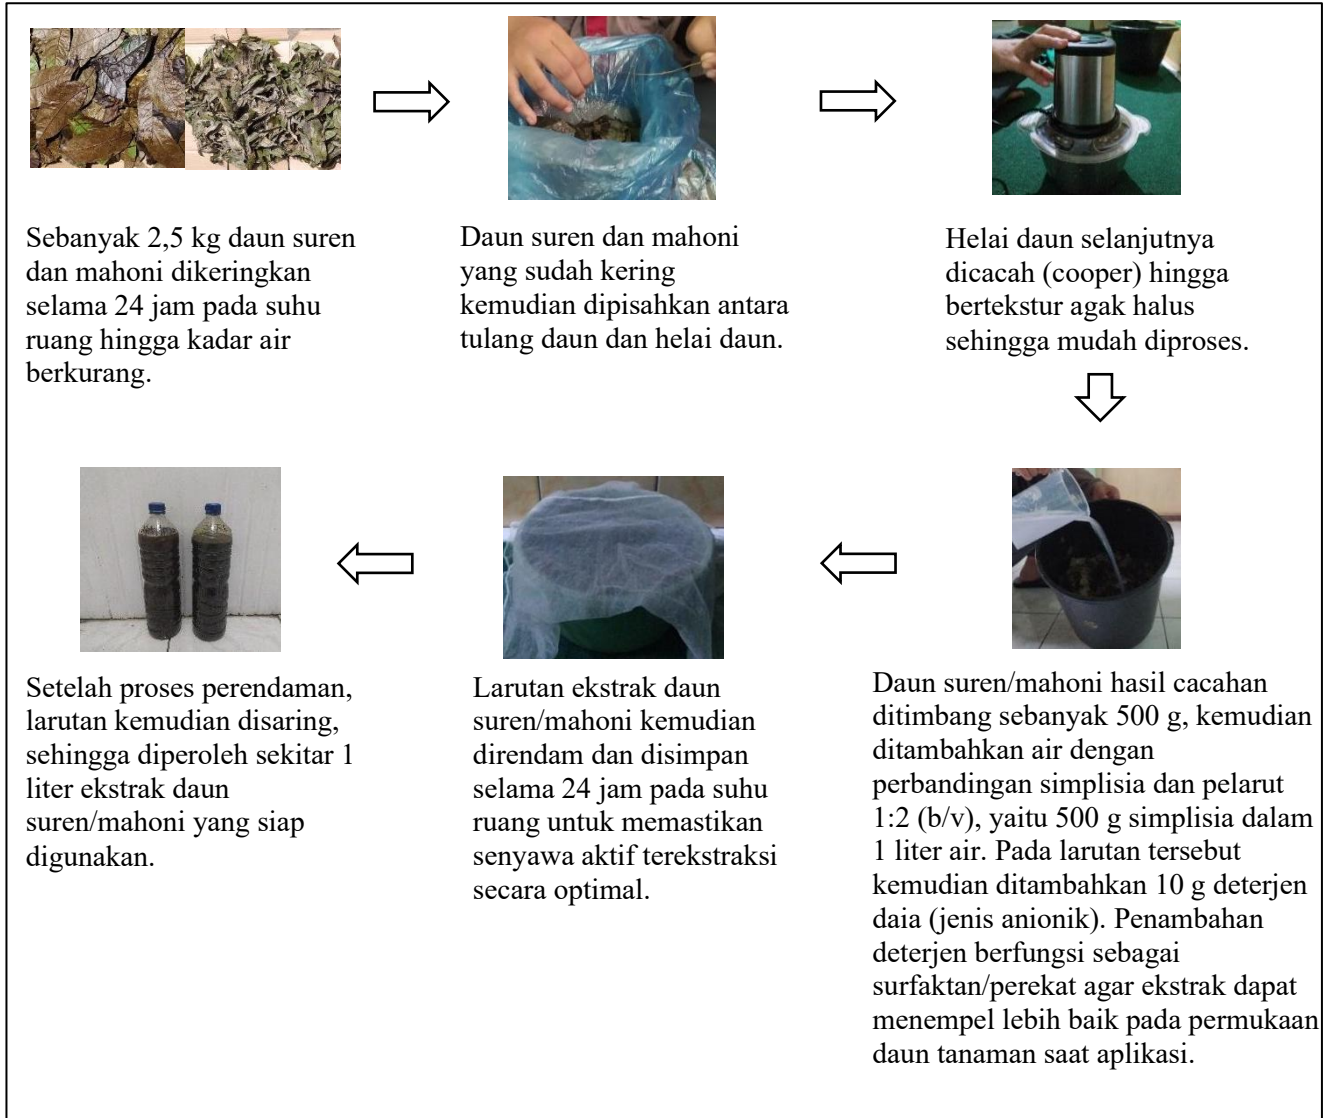 Sebanyak 2,5 kg daun suren
dan mahoni dikeringkan
selama 24 jam pada suhu
ruang hingga kadar air
berkurang.
Daun suren dan mahoni
yang sudah kering
kemudian dipisahkan antara
tulang daun dan helai daun.
Helai daun selanjutnya
dicacah (cooper) hingga
bertekstur agak halus
sehingga mudah diproses.
Daun suren/mahoni hasil cacahan
ditimbang sebanyak 500 g, kemudian
ditambahkan air dengan
perbandingan simplisia dan pelarut
1:2 (b/v), yaitu 500 g simplisia dalam
1 liter air. Pada larutan tersebut
kemudian ditambahkan 10 g deterjen
daia (jenis anionik). Penambahan
deterjen berfungsi sebagai
surfaktan/perekat agar ekstrak dapat
menempel lebih baik pada permukaan
daun tanaman saat aplikasi.
Larutan ekstrak daun
suren/mahoni kemudian
direndam dan disimpan
selama 24 jam pada suhu
ruang untuk memastikan
senyawa aktif terekstraksi
secara optimal.
Setelah proses perendaman,
larutan kemudian disaring,
sehingga diperoleh sekitar 1
liter ekstrak daun
suren/mahoni yang siap
digunakan.